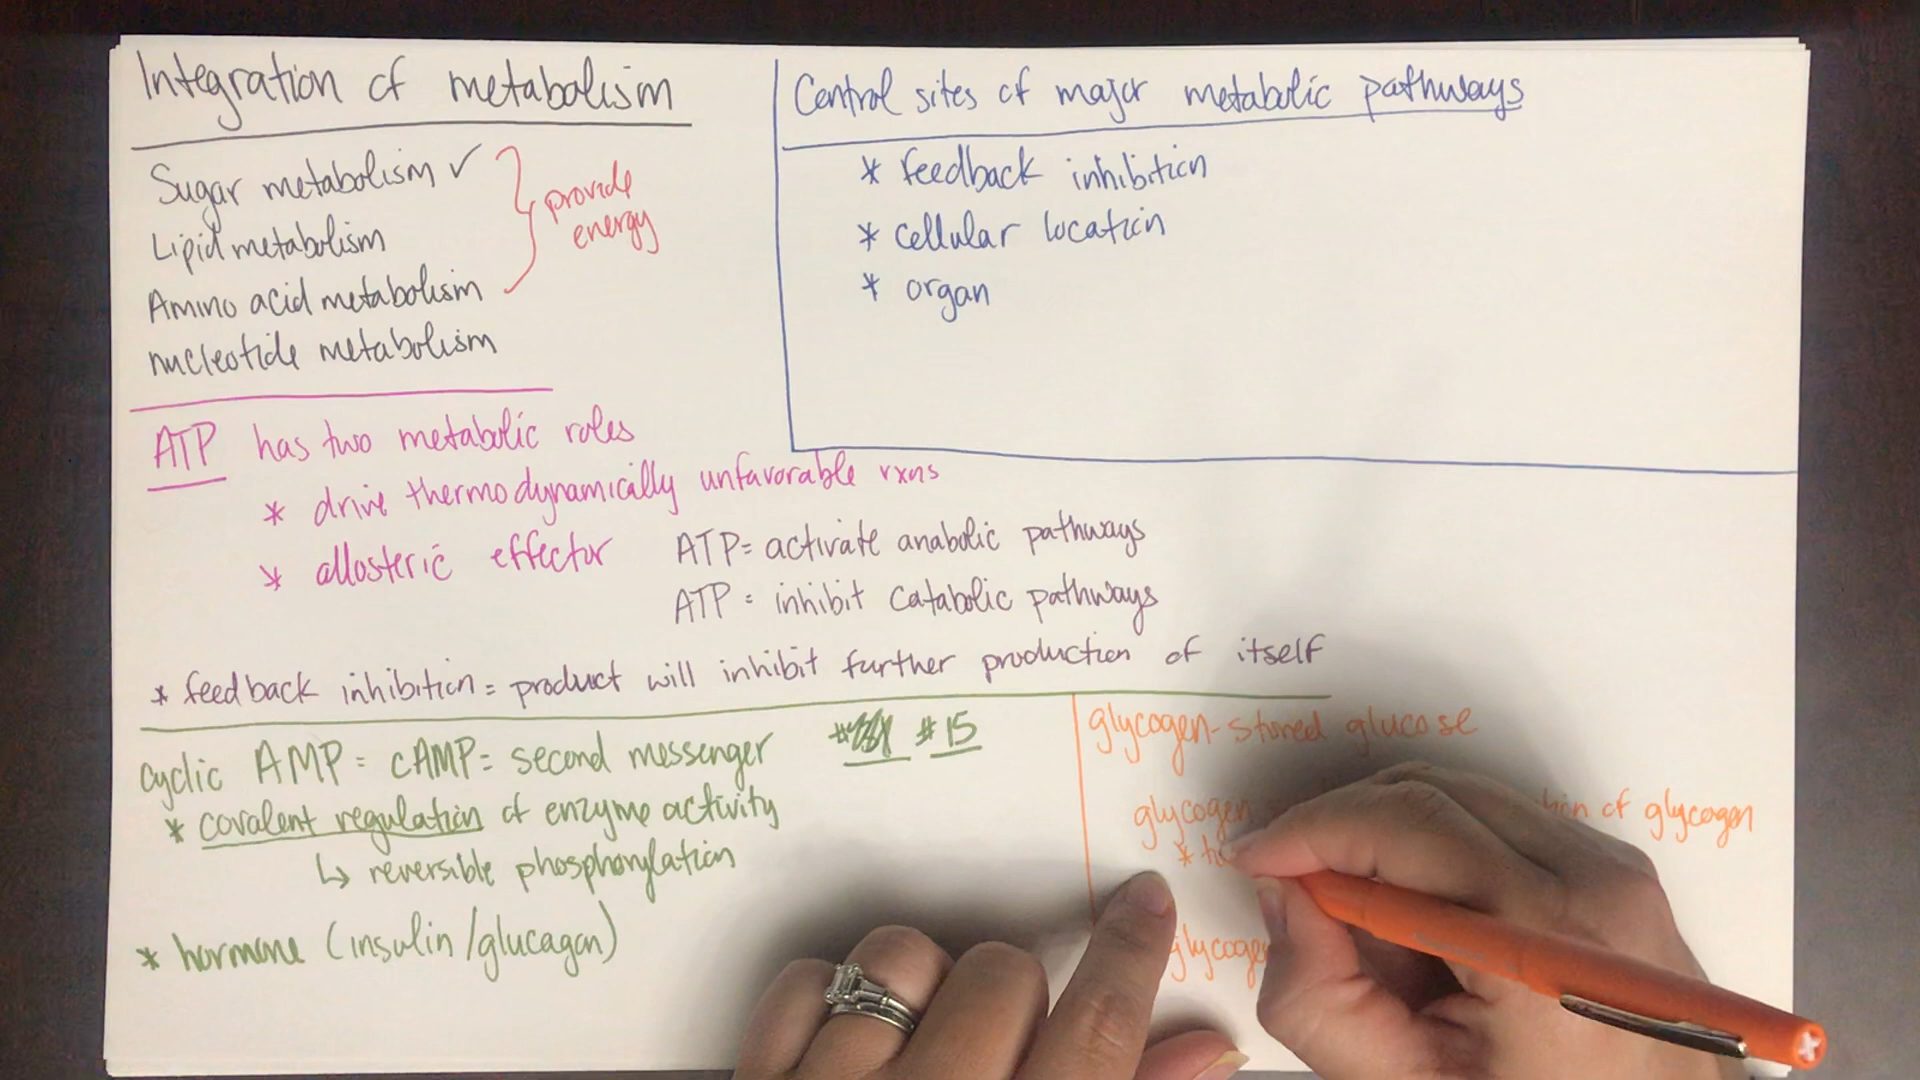 Integration of metabolism
Sugar metabolism ✓
Lipid metabolism
Amino acid metabolism
nucleotide metabolism
provide
energy
Control sites of major metabolic pathways
* feedback inhibition
* cellular location
* organ
ATP has two metabolic roles
* drive thermodynamically unfavorable rxns
* allosteric effector
ATP = activate anabolic pathways
ATP = inhibit catabolic pathways
* feedback inhibition = product will inhibit further production of itself
cyclic AMP = cAMP = second messenger
#15
* covalent regulation of enzyme activity
↳ reversible phosphorylation
* hormone (insulin/glucagon)
glycogen - stored glucose
glycogen of glycogen
*